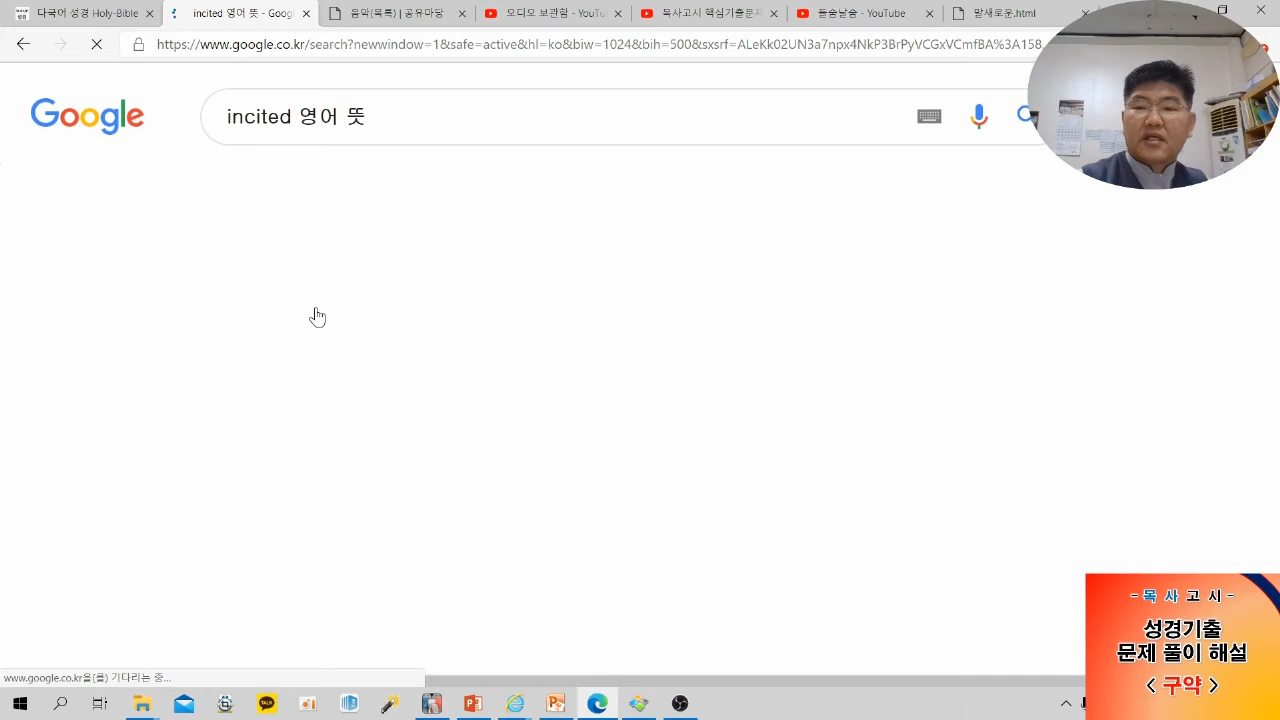 다국어 성경 Holy-Bible
incited 영어 뜻 - Goog
음악(목록) | 공유마당
오디오 보관함 - YouTu
목사고시 핵심기출문제
들숨날숨 - YouTube
말새로운.html
https://www.google.co.kr/search?newwindow=1&safe=active&hl=ko&biw=1024&bih=500&sxsrf=ALeKk02UN3a7npx4NkP3BrPyVCGxVCmfBA%3A158...
Google
incited 영어 뜻
- 목 사 고 시 -
성경기출
문제 풀이 해설
< 구약 >
www.google.co.kr을(를) 기다리는 중...
TALK